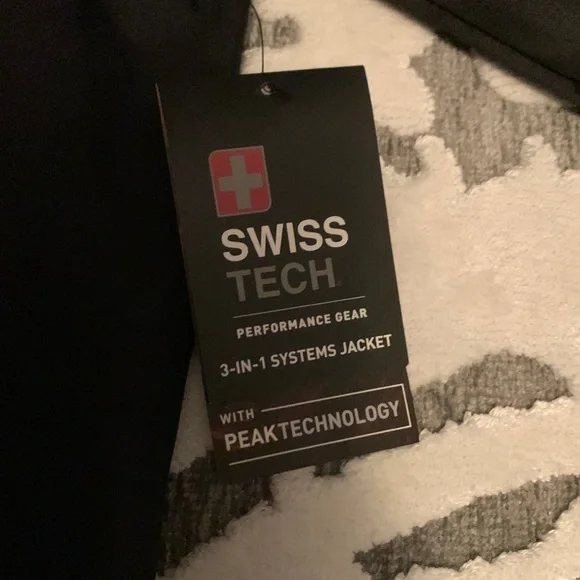 SWISS
TECH
PERFORMANCE GEAR
3-IN-1 SYSTEMS JACKET
WITH
PEAKTECHNOLOGY